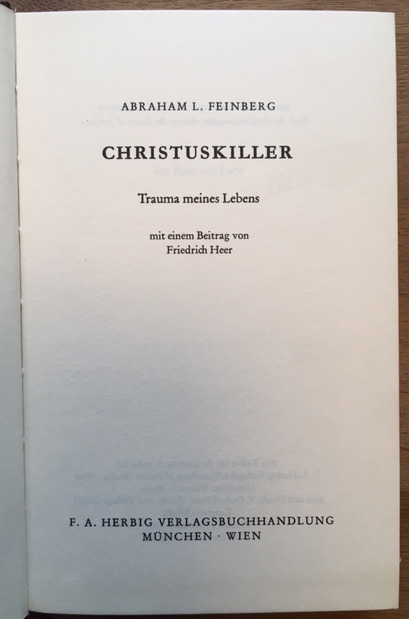 ABRAHAM L. FEINBERG
CHRISTUSKILLER
Trauma meines Lebens
mit einem Beitrag von
Friedrich Heer
F. A. HERBIG VERLAGSBUCHHANDLUNG
MÜNCHEN · WIEN